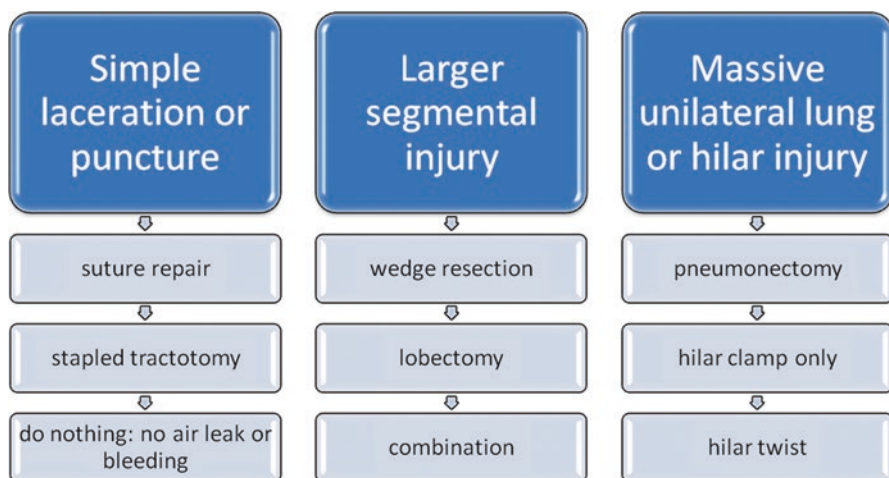 Simple
laceration or
puncture
suture repair
stapled tractotomy
do nothing: no air leak or
bleeding
Larger
segmental
injury
wedge resection
lobectomy
combination
Massive
unilateral lung
or hilar injury
pneumonectomy
hilar clamp only
hilar twist